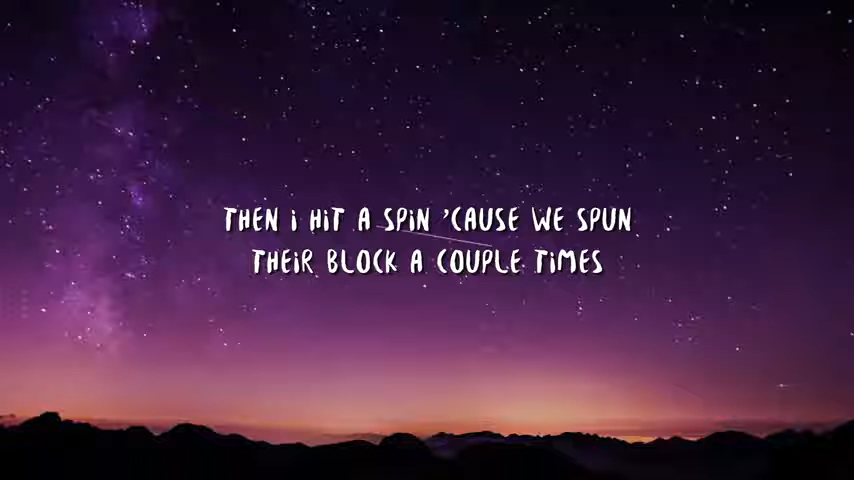 THEN i HiT A SPiN 'CAUSE WE SPUN
THEiR BLOCK A COUPLE TiMES